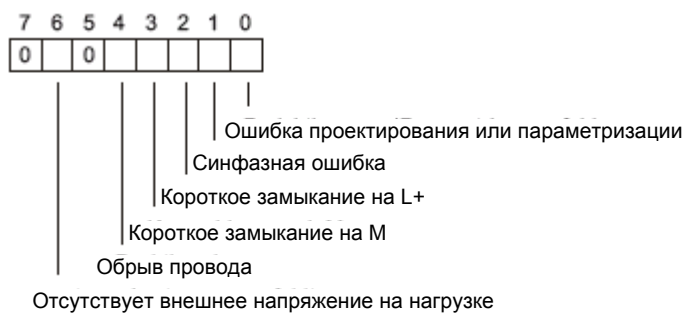 7 6 5 4 3 2 1 0
0 0
Ошибка проектирования или параметризации
Синфазная ошибка
Короткое замыкание на L+
Короткое замыкание на M
Обрыв провода
Отсутствует внешнее напряжение на нагрузке